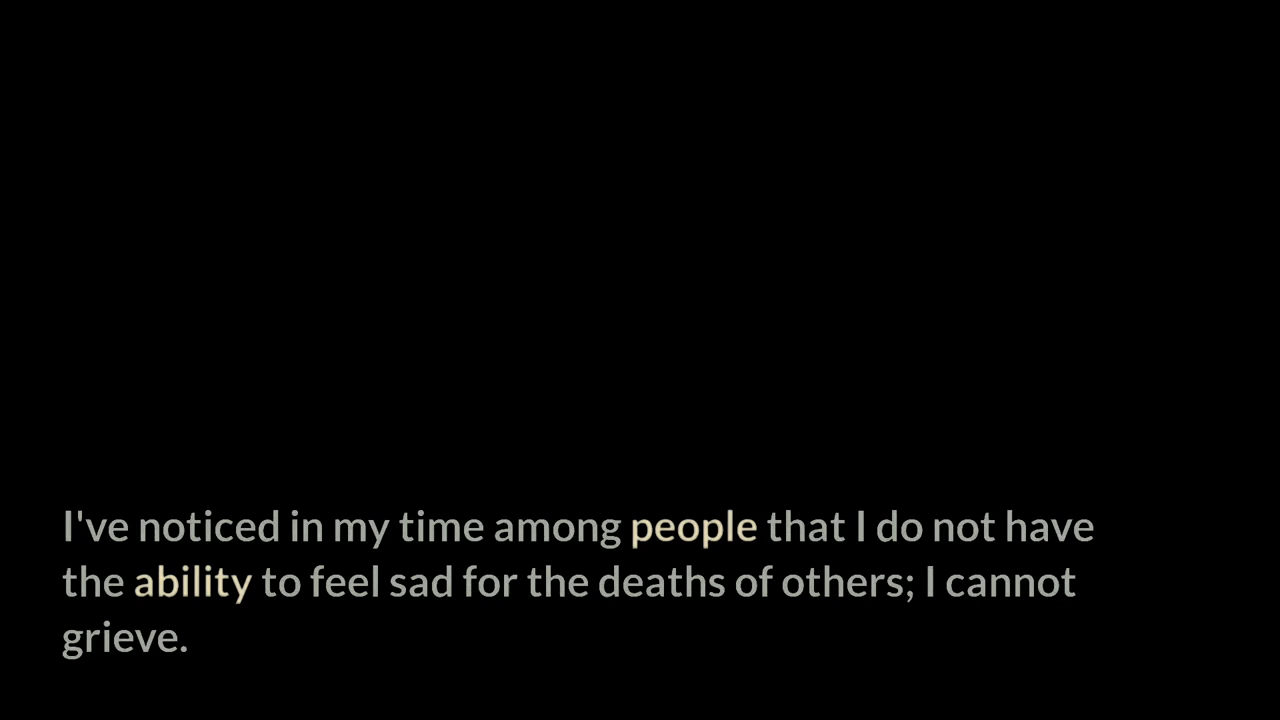 I've noticed in my time among people that I do not have
the ability to feel sad for the deaths of others; I cannot
grieve.